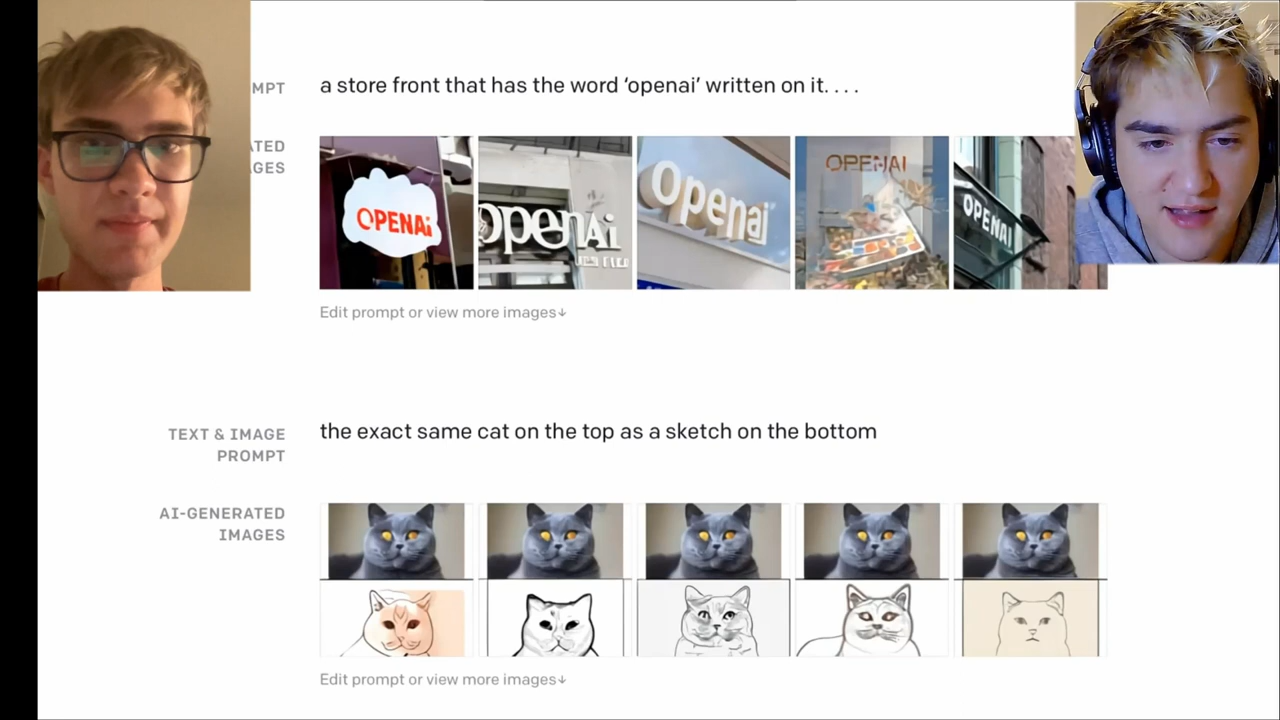 MPT
a store front that has the word ‘openai’ written on it. . . .
ATED
GES
OPENAi
openAi
Openai
OPENAI
OPENAI
Edit prompt or view more images↓
TEXT & IMAGE
PROMPT
the exact same cat on the top as a sketch on the bottom
AI-GENERATED
IMAGES
Edit prompt or view more images↓